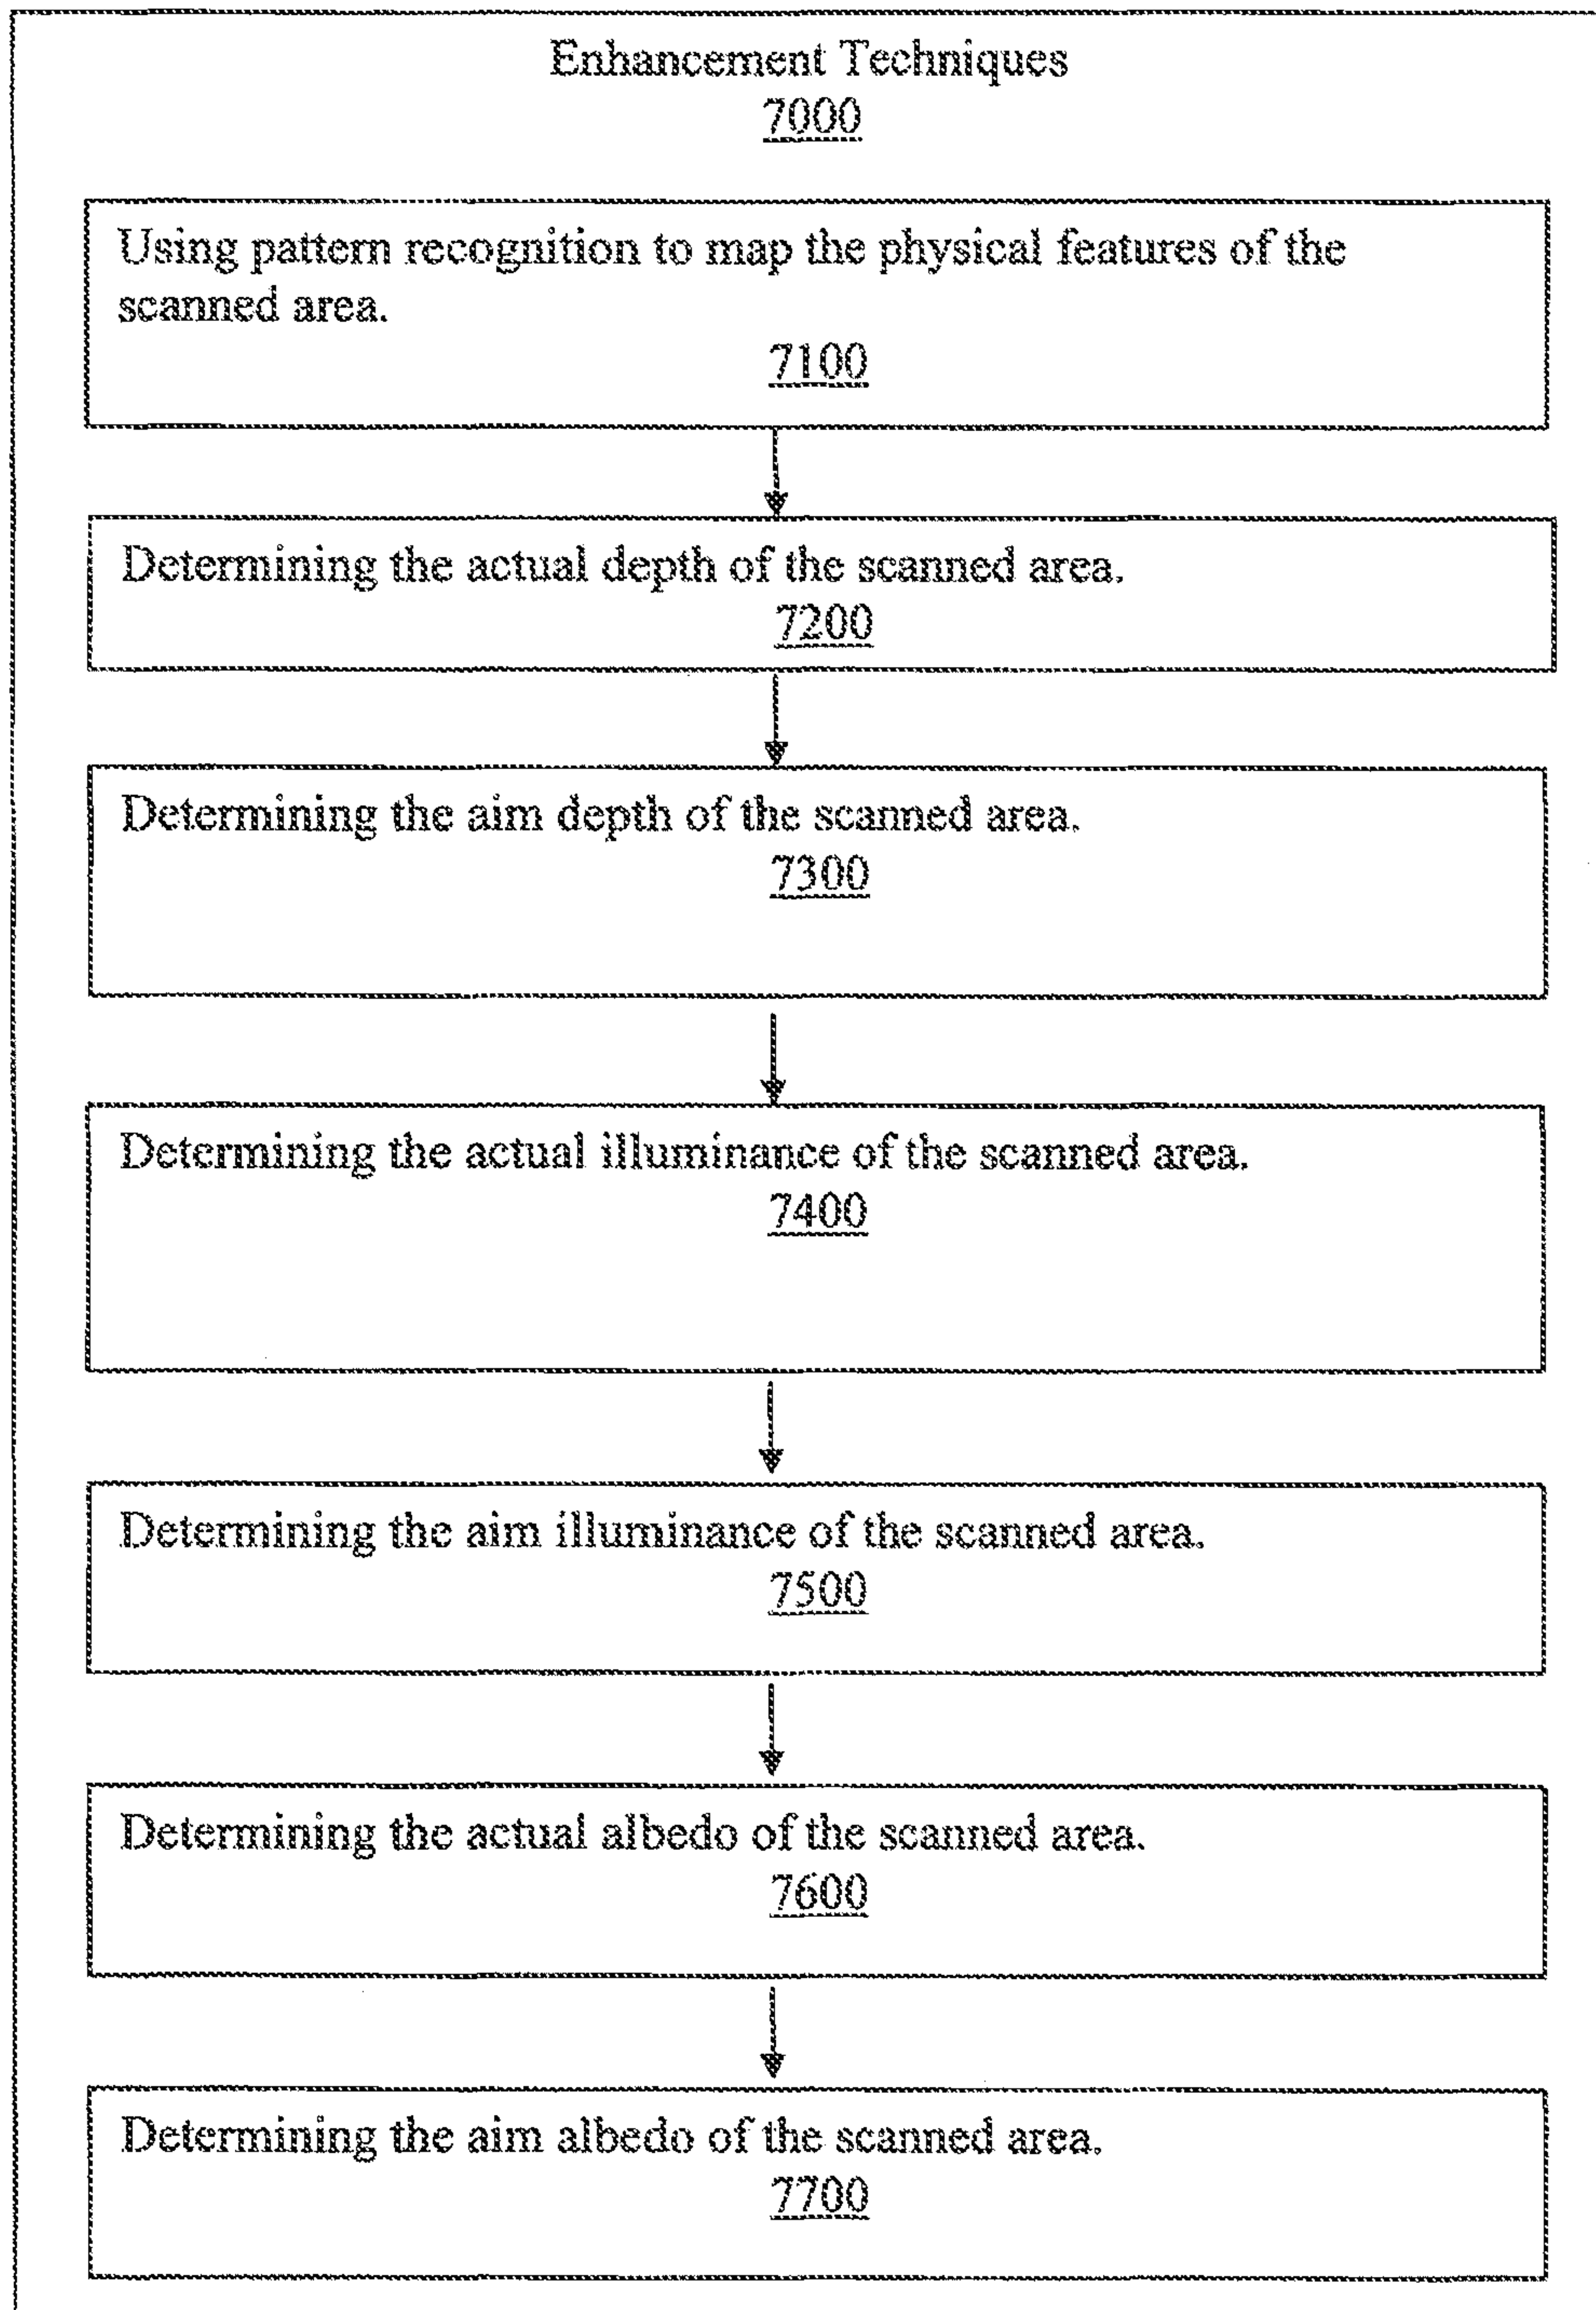 Enhancement Techniques
7000
Using pattern recognition to map the physical features of the
scanned area.
7100
Determining the actual depth of the scanned area.
7200
Determining the aim depth of the scanned area.
7300
Determining the actual illuminance of the scanned area.
7400
Determining the aim illuminance of the scanned area.
7500
Determining the actual albedo of the scanned area.
7600
Determining the aim albedo of the scanned area.
7700